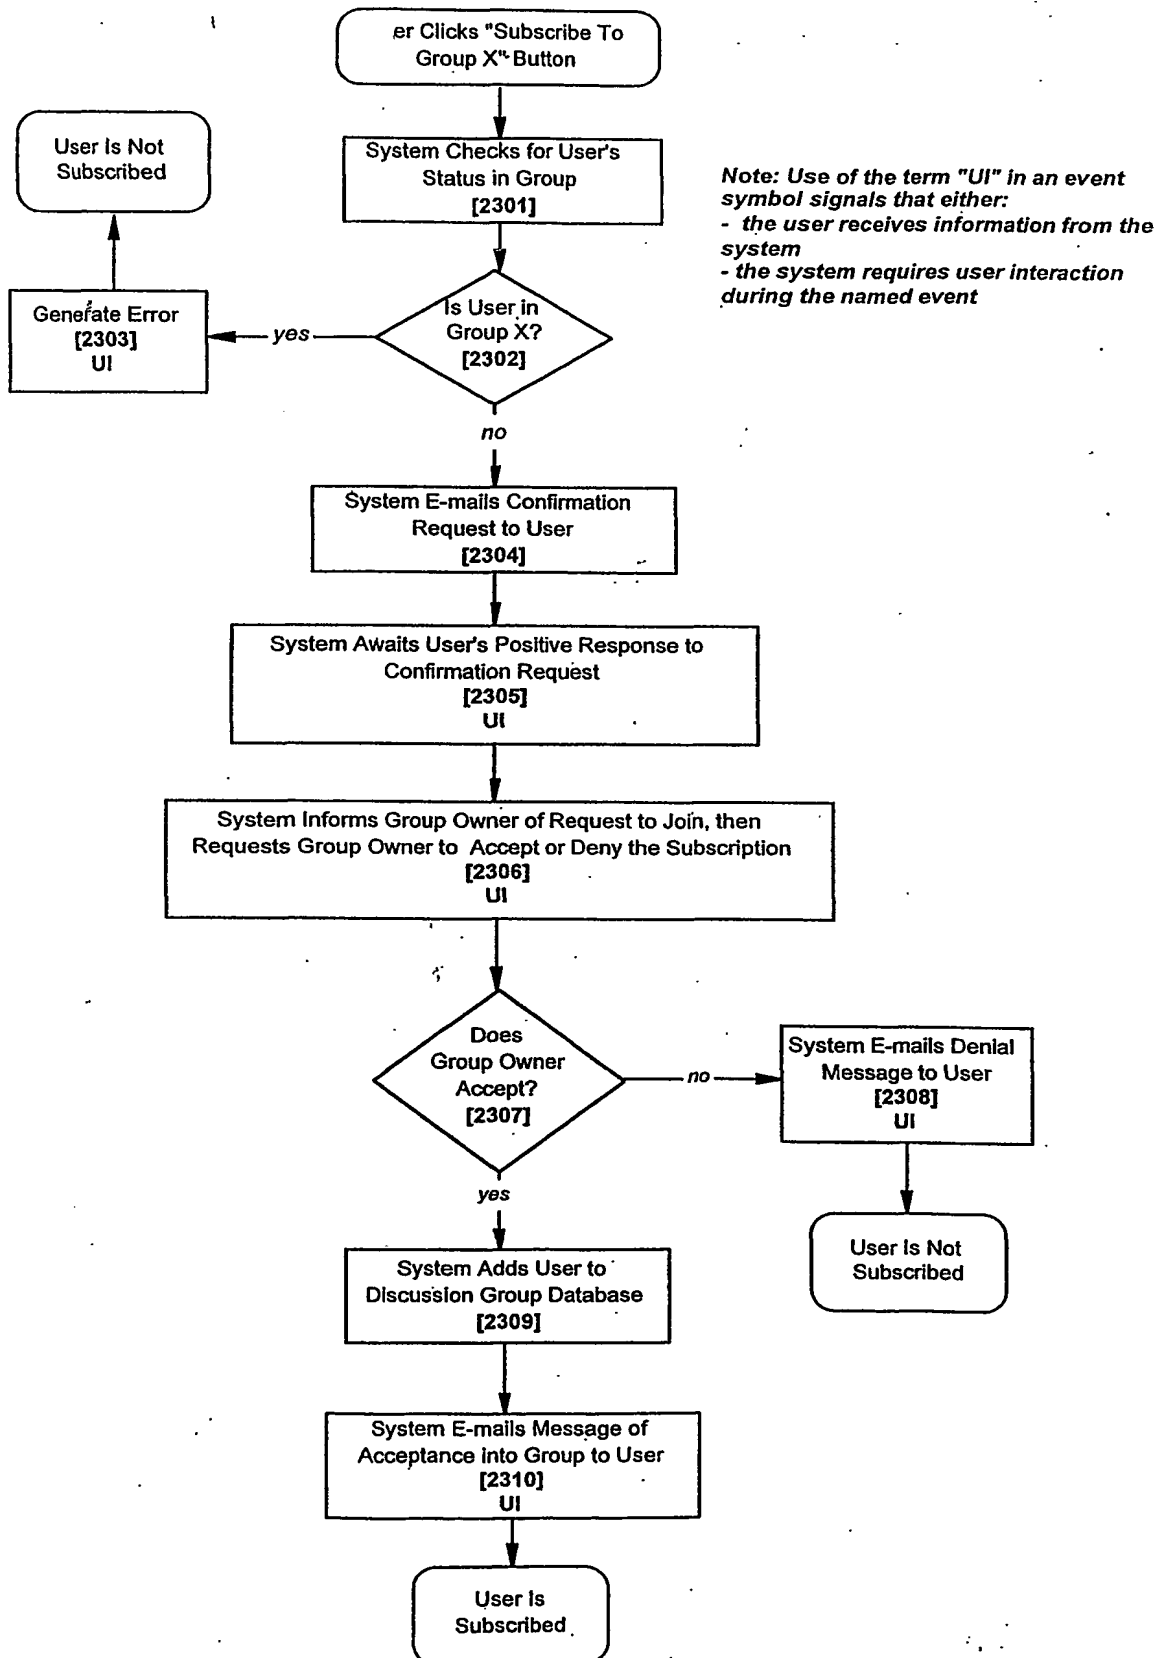 er Clicks "Subscribe To
Group X" Button
User Is Not
Subscribed
System Checks for User's
Status in Group
[2301]
Note: Use of the term "UI" in an event
symbol signals that either:
- the user receives information from the
system
- the system requires user interaction
during the named event
Generate Error
[2303]
UI
yes
Is User in
Group X?
[2302]
no
System E-mails Confirmation
Request to User
[2304]
System Awaits User's Positive Response to
Confirmation Request
[2305]
UI
System Informs Group Owner of Request to Join, then
Requests Group Owner to Accept or Deny the Subscription
[2306]
UI
Does
Group Owner
Accept?
[2307]
no
System E-mails Denial
Message to User
[2308]
UI
yes
User Is Not
Subscribed
System Adds User to
Discussion Group Database
[2309]
System E-mails Message of
Acceptance into Group to User
[2310]
UI
User Is
Subscribed